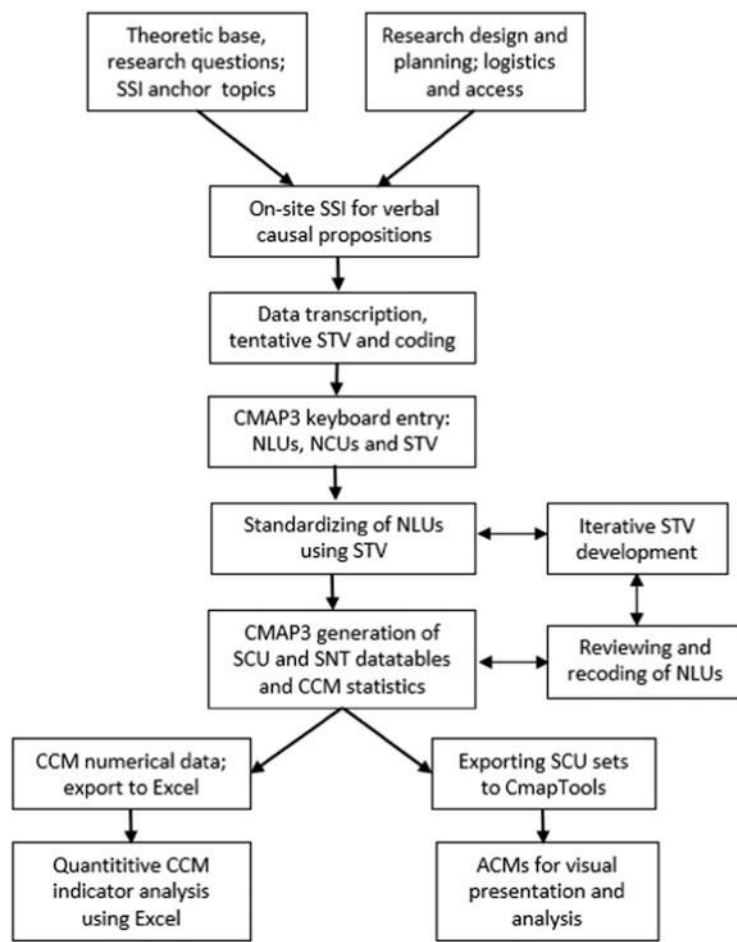 Theoretic base,
research questions;
SSI anchor topics
Research design and
planning; logistics
and access
On-site SSI for verbal
causal propositions
Data transcription,
tentative STV and coding
CMAP3 keyboard entry:
NLUs, NCUs and STV
Standardizing of NLUs
using STV
Iterative STV
development
CMAP3 generation of
SCU and SNT datatables
and CCM statistics
Reviewing and
recoding of NLUs
CCM numerical data;
export to Excel
Exporting SCU sets
to CmapTools
Quantititive CCM
indicator analysis
using Excel
ACMs for visual
presentation and
analysis